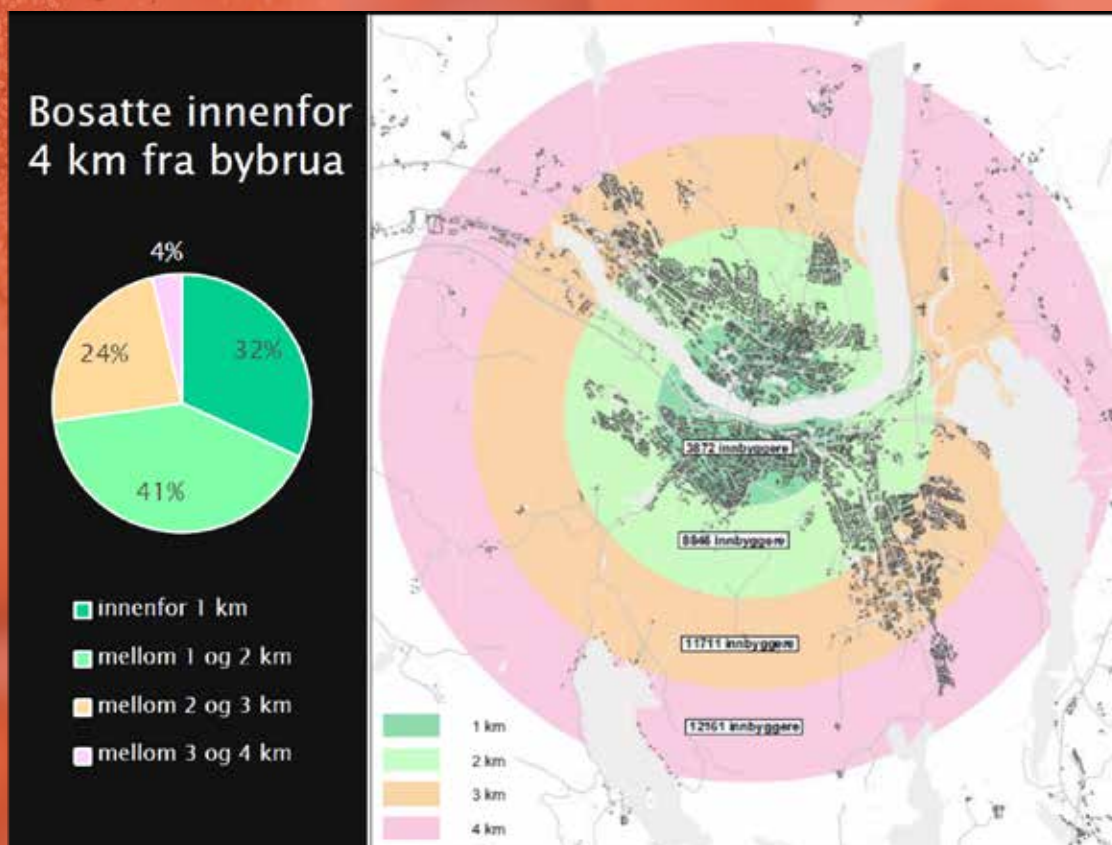 Bosatte innenfor
4 km fra bybrua
4%
32%
24%
41%
innenfor 1 km
mellom 1 og 2 km
mellom 2 og 3 km
mellom 3 og 4 km
3872 innbyggere
8846 innbyggere
11711 innbyggere
12161 innbyggere
1 km
2 km
3 km
4 km